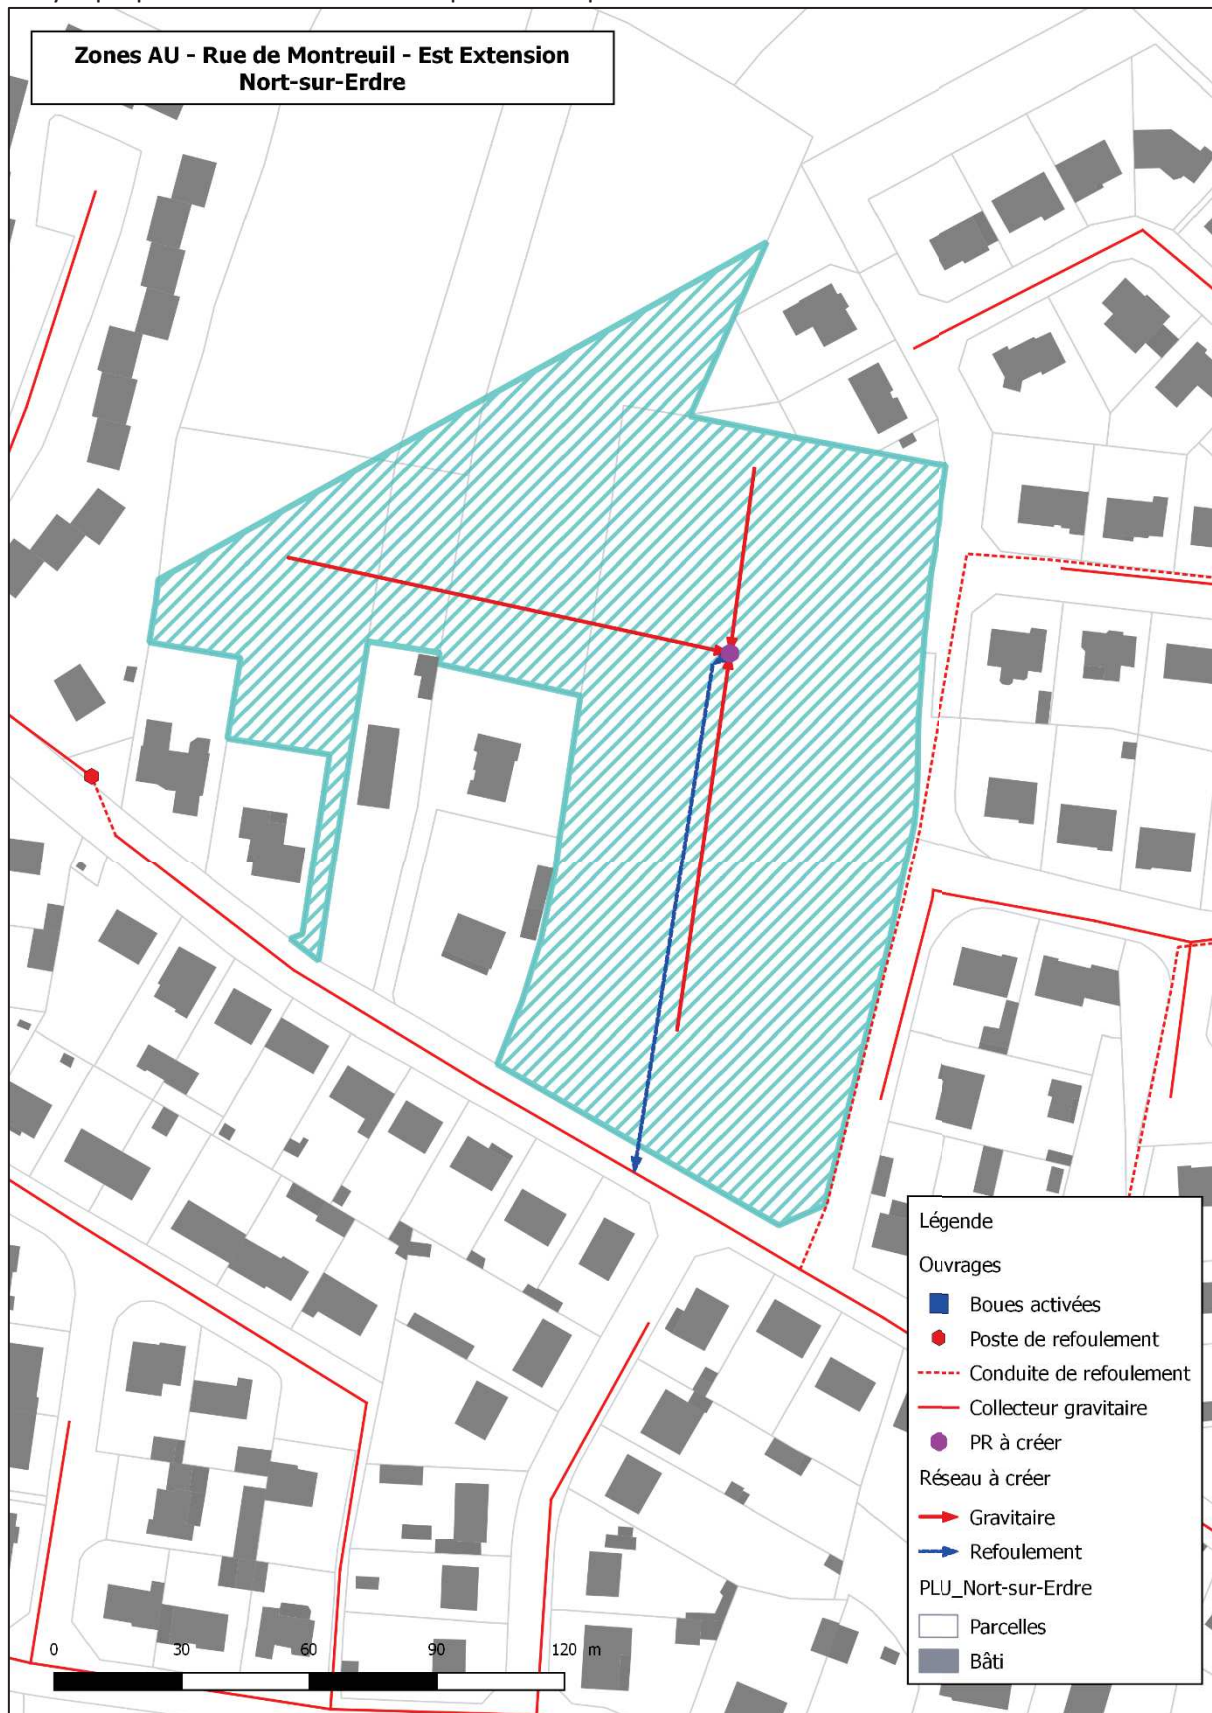 Zones AU - Rue de Montreuil - Est Extension
Nort-sur-Erdre
Légende
Ouvrages
Boues activées
Poste de refoulement
Conduite de refoulement
Collecteur gravitaire
PR à créer
Réseau à créer
Gravitaire
Refoulement
PLU_Nort-sur-Erdre
Parcelles
Bâti
0 30 60 90 120 m